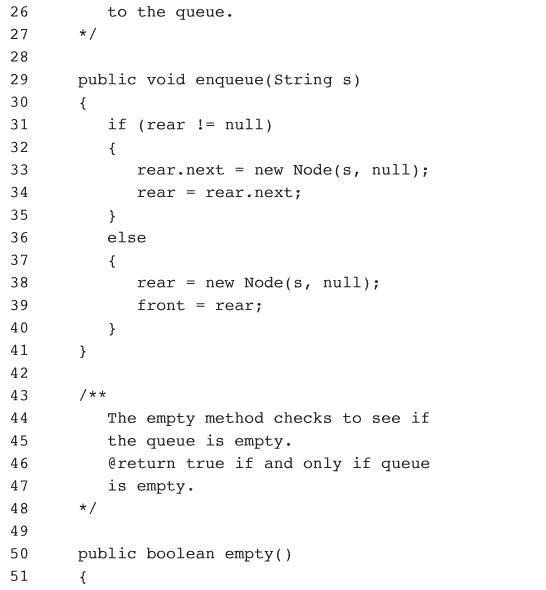 26        to the queue.
27     */
28
29     public void enqueue(String s)
30     {
31        if (rear != null)
32        {
33           rear.next = new Node(s, null);
34           rear = rear.next;
35        }
36        else
37        {
38           rear = new Node(s, null);
39           front = rear;
40        }
41     }
42
43     /**
44        The empty method checks to see if
45        the queue is empty.
46        @return true if and only if queue
47        is empty.
48     */
49
50     public boolean empty()
51     {